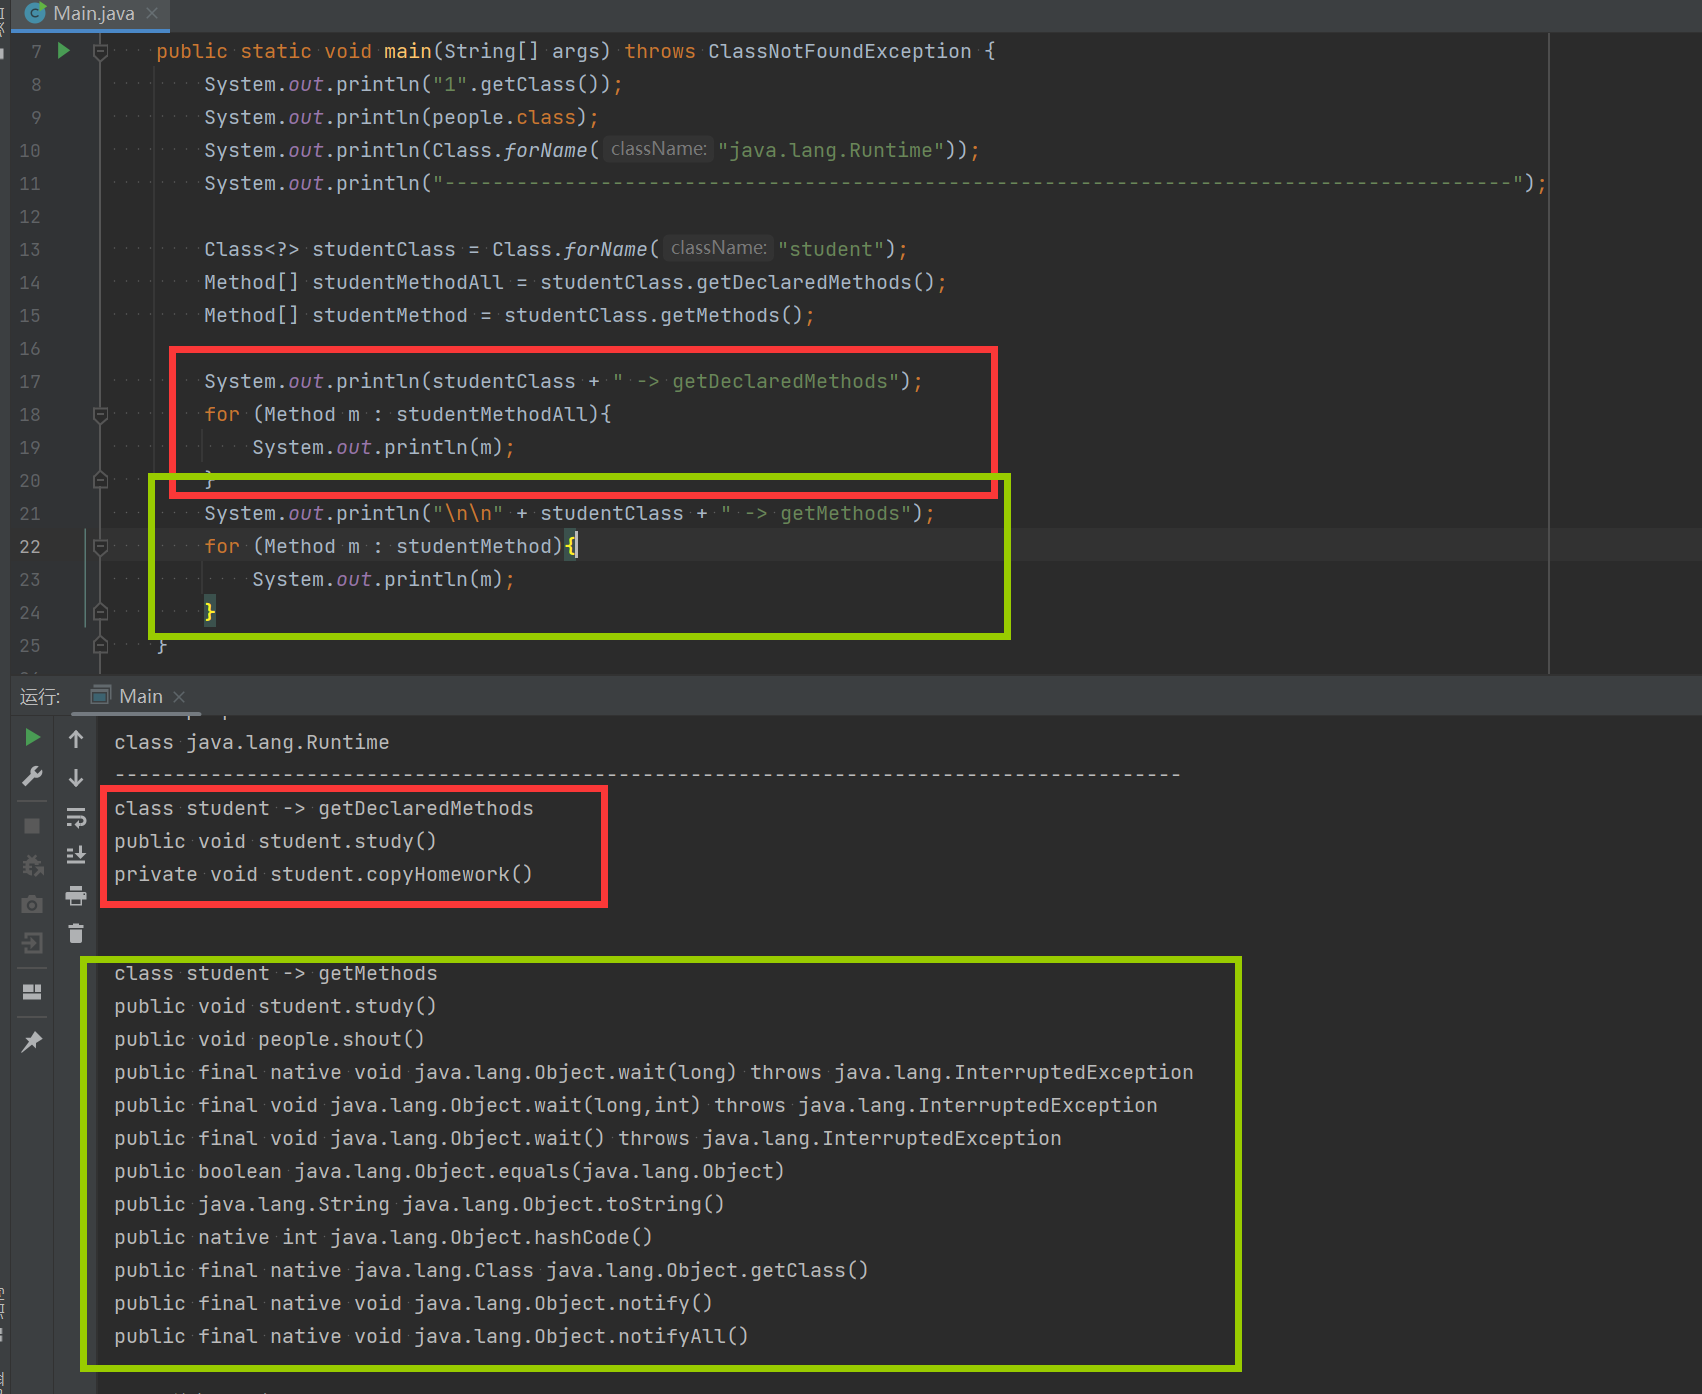 Main.java
7 public static void main(String[] args) throws ClassNotFoundException {
8 System.out.println("1".getClass());
9 System.out.println(people.class);
10 System.out.println(Class.forName( className: "java.lang.Runtime"));
11 System.out.println("-----------------------------------------------------------------------------------------");
12
13 Class<?> studentClass = Class.forName( className: "student");
14 Method[] studentMethodAll = studentClass.getDeclaredMethods();
15 Method[] studentMethod = studentClass.getMethods();
16
17 System.out.println(studentClass + " -> getDeclaredMethods");
18 for (Method m : studentMethodAll){
19 System.out.println(m);
20 }
21 System.out.println("\n\n" + studentClass + " -> getMethods");
22 for (Method m : studentMethod){
23 System.out.println(m);
24 }
25 }
运行: Main
class java.lang.Runtime
-----------------------------------------------------------------------------------------
class student -> getDeclaredMethods
public void student.study()
private void student.copyHomework()
class student -> getMethods
public void student.study()
public void people.shout()
public final native void java.lang.Object.wait(long) throws java.lang.InterruptedException
public final void java.lang.Object.wait(long,int) throws java.lang.InterruptedException
public final void java.lang.Object.wait() throws java.lang.InterruptedException
public boolean java.lang.Object.equals(java.lang.Object)
public java.lang.String java.lang.Object.toString()
public native int java.lang.Object.hashCode()
public final native java.lang.Class java.lang.Object.getClass()
public final native void java.lang.Object.notify()
public final native void java.lang.Object.notifyAll()